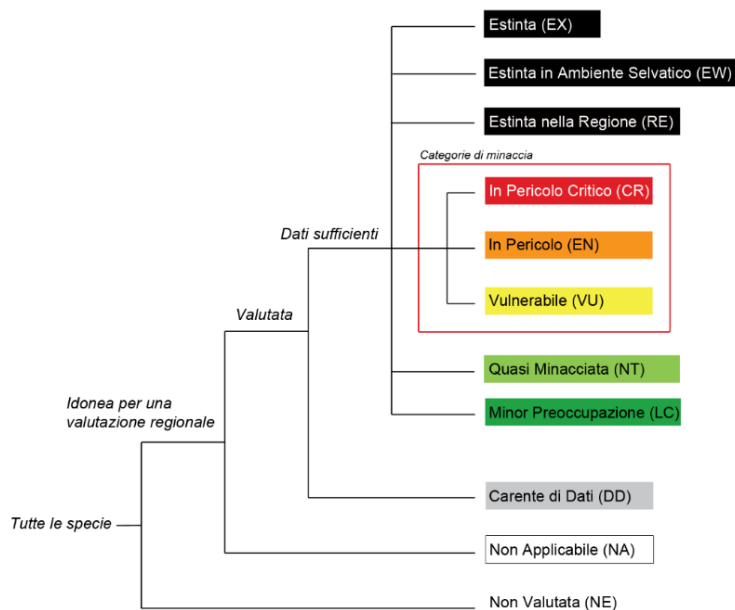 Estinta (EX)
Estinta in Ambiente Selvatico (EW)
Estinta nella Regione (RE)
Categorie di minaccia
In Pericolo Critico (CR)
Dati sufficienti
In Pericolo (EN)
Vulnerabile (VU)
Valutata
Quasi Minacciata (NT)
Idonea per una
valutazione regionale
Minor Preoccupazione (LC)
Carente di Dati (DD)
Tutte le specie
Non Applicabile (NA)
Non Valutata (NE)